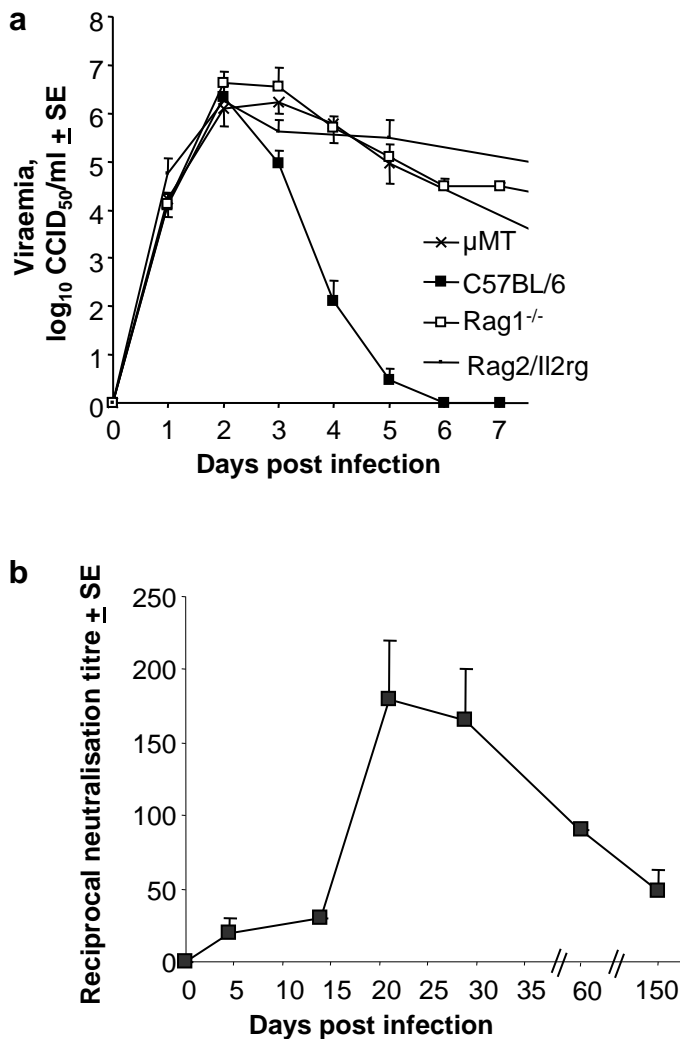 a
Viraemia,
log10 CCID50/ml ± SE
8
7
6
5
4
3
2
1
0
0 1 2 3 4 5 6 7
Days post infection
µMT
C57BL/6
Rag1-/-
Rag2/Il2rg
b
Reciprocal neutralisation titre ± SE
250
200
150
100
50
0
0 5 10 15 20 25 30 35 60 150
Days post infection